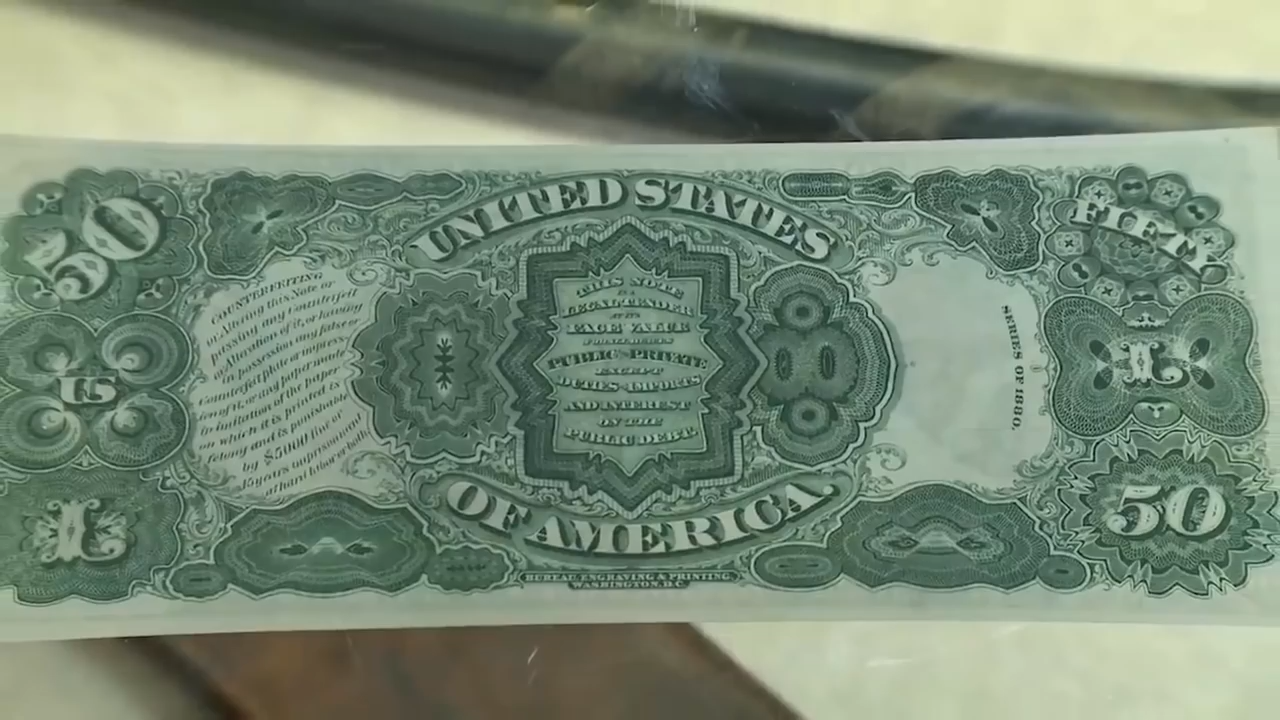 50
US
L
COUNTERFEITING
or Altering this Note or
passing any Counterfeit
Alteration of it, or having
in possession any false or
Counterfeit plate or impression
of it, or any paper made
in imitation of the paper
on which it is printed is
felony and is punishable
by $5000 fine or
15 years imprisonment
at hard labor or both
UNITED STATES
THIS NOTE
IS A
LEGAL TENDER
AT ITS
FACE VALUE
FOR ALL DEBTS
PUBLIC AND PRIVATE
EXCEPT
DUTIES ON IMPORTS
AND INTEREST
ON THE
PUBLIC DEBT.
OF AMERICA.
BUREAU, ENGRAVING & PRINTING,
WASHINGTON, D.C.
SERIES OF 1880.
FIFTY
L
50